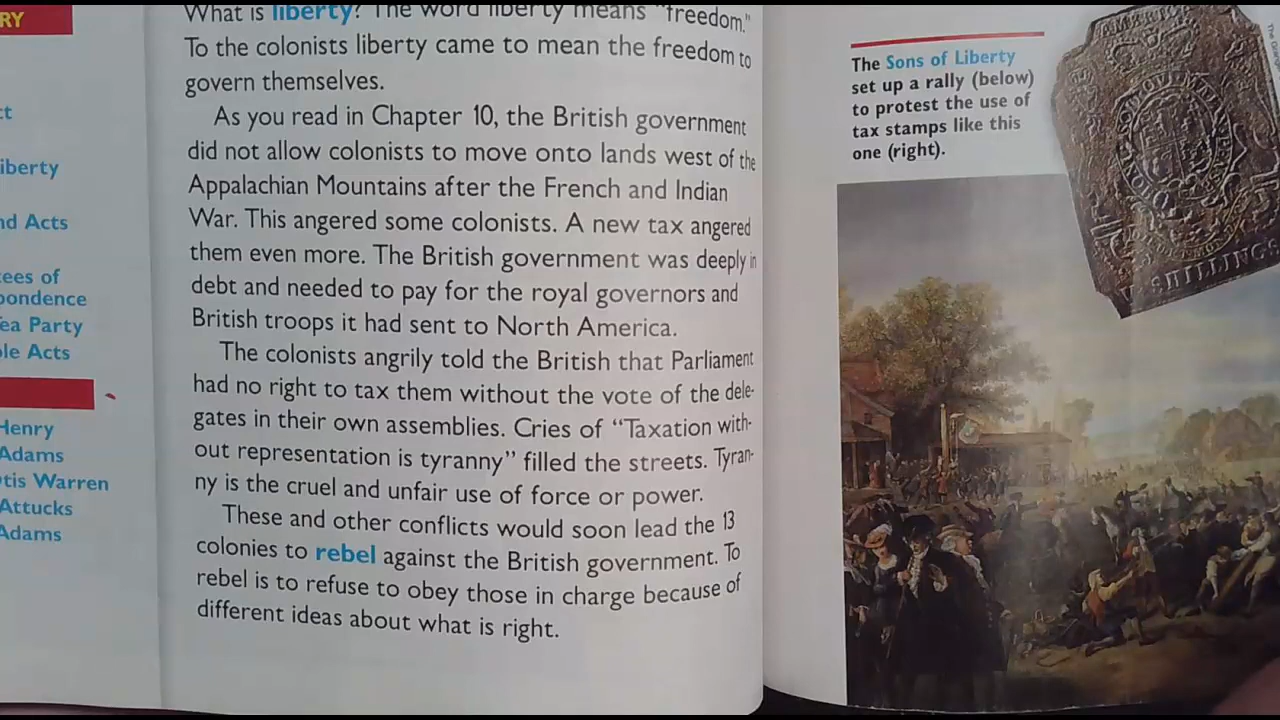 RY
ct
iberty
nd Acts
ees of
pondence
ea Party
le Acts
Henry
Adams
tis Warren
Attucks
Adams
What is liberty? The word liberty means "freedom."
To the colonists liberty came to mean the freedom to
govern themselves.
As you read in Chapter 10, the British government
did not allow colonists to move onto lands west of the
Appalachian Mountains after the French and Indian
War. This angered some colonists. A new tax angered
them even more. The British government was deeply in
debt and needed to pay for the royal governors and
British troops it had sent to North America.
The colonists angrily told the British that Parliament
had no right to tax them without the vote of the dele-
gates in their own assemblies. Cries of "Taxation with-
out representation is tyranny" filled the streets. Tyran-
ny is the cruel and unfair use of force or power.
These and other conflicts would soon lead the 13
colonies to rebel against the British government. To
rebel is to refuse to obey those in charge because of
different ideas about what is right.
The Sons of Liberty
set up a rally (below)
to protest the use of
tax stamps like this
one (right).
SHILLINGS